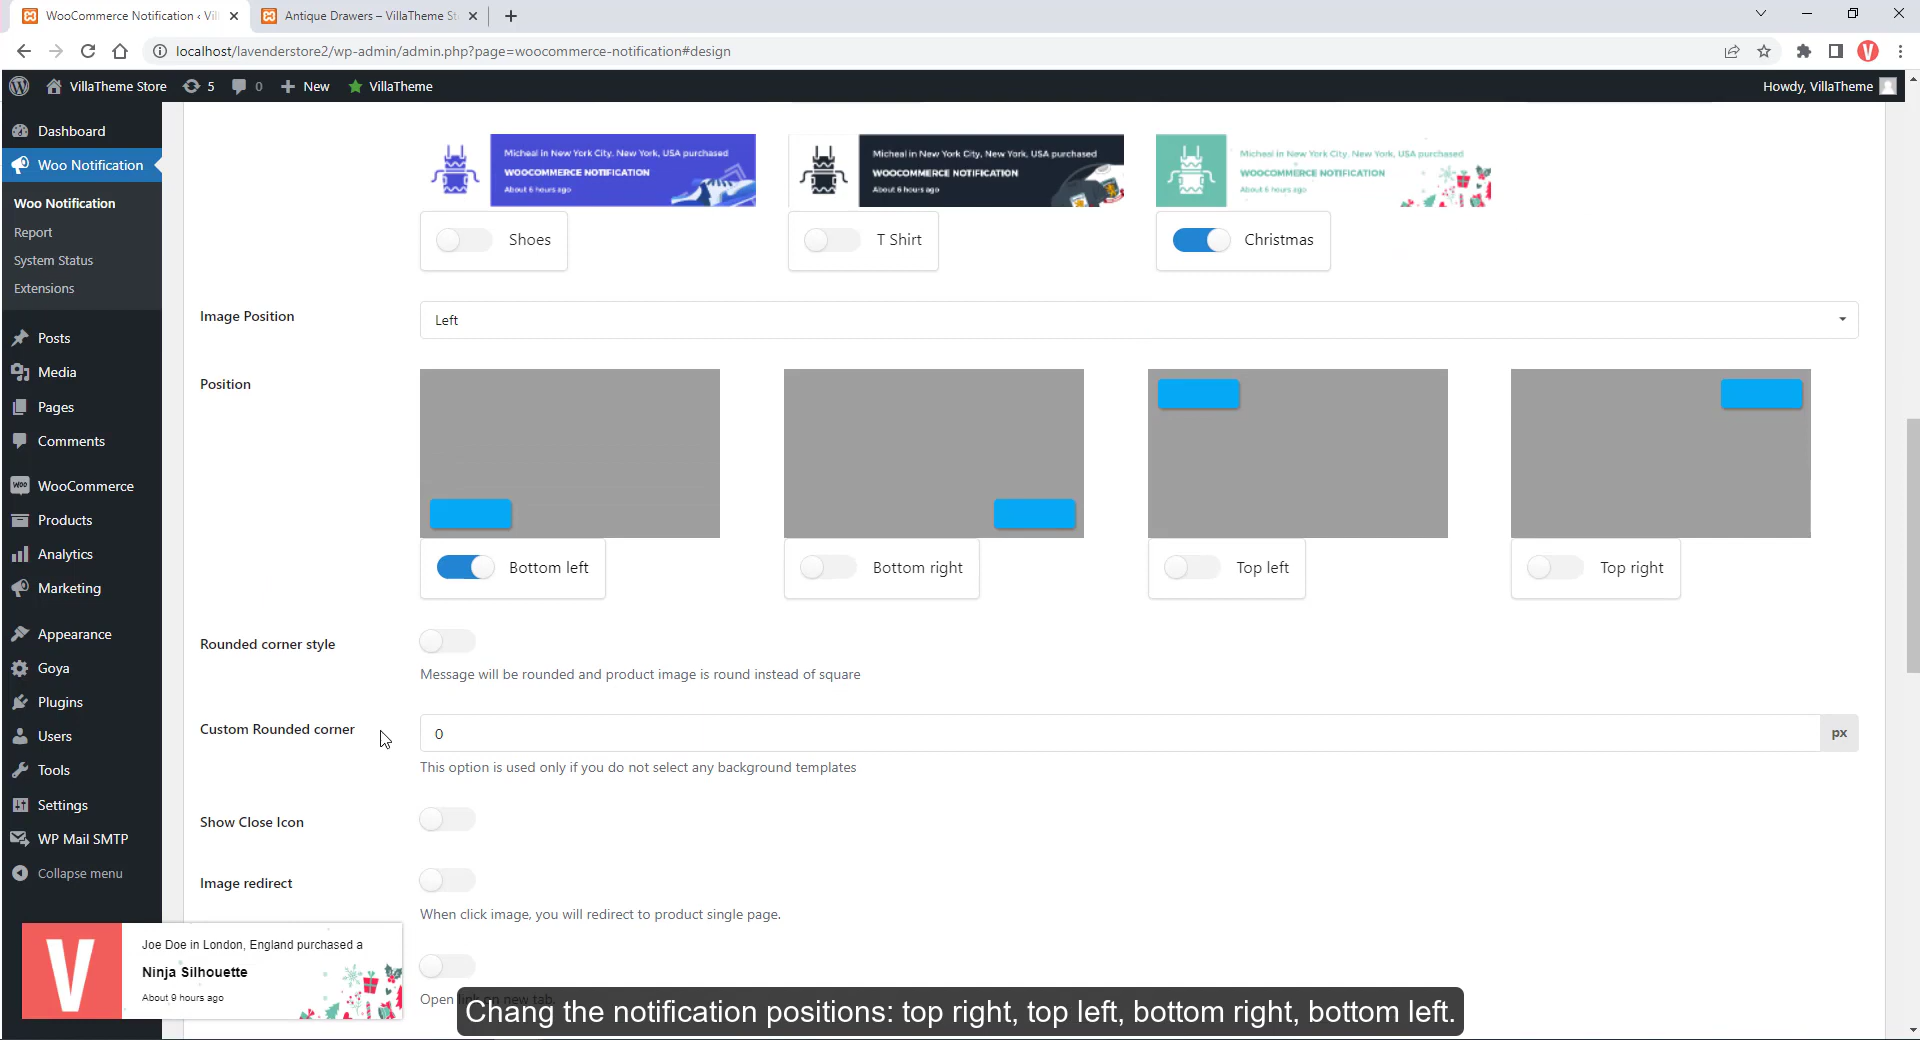 WooCommerce Notification ‹ Vill
Antique Drawers – VillaTheme St
localhost/lavenderstore2/wp-admin/admin.php?page=woocommerce-notification#design
VillaTheme Store
5
0
New
VillaTheme
Howdy, VillaTheme
Dashboard
Woo Notification
Woo Notification
Report
System Status
Extensions
Posts
Media
Pages
Comments
WooCommerce
Products
Analytics
Marketing
Appearance
Goya
Plugins
Users
Tools
Settings
WP Mail SMTP
Collapse menu
Micheal in New York City, New York, USA purchased
WOOCOMMERCE NOTIFICATION
About 6 hours ago
Micheal in New York City, New York, USA purchased
WOOCOMMERCE NOTIFICATION
About 6 hours ago
Micheal in New York City, New York, USA purchased
WOOCOMMERCE NOTIFICATION
About 6 hours ago
Shoes
T Shirt
Christmas
Image Position
Left
Position
Bottom left
Bottom right
Top left
Top right
Rounded corner style
Message will be rounded and product image is round instead of square
Custom Rounded corner
0
px
This option is used only if you do not select any background templates
Show Close Icon
Image redirect
When click image, you will redirect to product single page.
Open link on new tab.
V
Joe Doe in London, England purchased a
Ninja Silhouette
About 9 hours ago
Chang the notification positions: top right, top left, bottom right, bottom left.